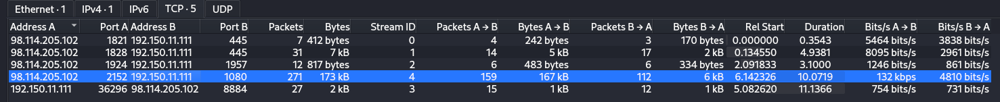 Ethernet · 1 IPv4 · 1 IPv6 TCP · 5 UDP
Address A Port A Address B Port B Packets Bytes Stream ID Packets A → B Bytes A → B Packets B → A Bytes B → A Rel Start Duration Bits/s A → B Bits/s B → A
98.114.205.102 1821 192.150.11.111 445 7 412 bytes 0 4 242 bytes 3 170 bytes 0.000000 0.3543 5464 bits/s 3838 bits/s
98.114.205.102 1828 192.150.11.111 445 31 7 kB 1 14 5 kB 17 2 kB 0.134550 4.9381 8095 bits/s 2961 bits/s
98.114.205.102 1924 192.150.11.111 1957 12 817 bytes 2 6 483 bytes 6 334 bytes 2.091833 3.1000 1246 bits/s 861 bits/s
98.114.205.102 2152 192.150.11.111 1080 271 173 kB 4 159 167 kB 112 6 kB 6.142326 10.0719 132 kbps 4810 bits/s
192.150.11.111 36296 98.114.205.102 8884 27 2 kB 3 15 1 kB 12 1 kB 5.082620 11.1366 754 bits/s 731 bits/s